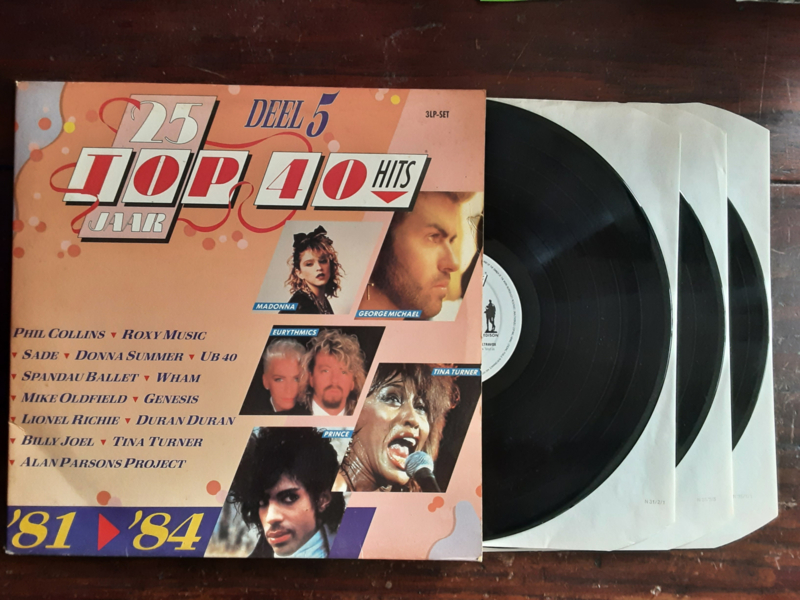 '25
DEEL 5
3LP-SET
TOP 40 HITS
JAAR
MADONNA
GEORGE MICHAEL
EURYTHMICS
TINA TURNER
PRINCE
PHIL COLLINS ▾ ROXY MUSIC
▾ SADE ▾ DONNA SUMMER ▾ UB 40
▾ SPANDAU BALLET ▾ WHAM
▾ MIKE OLDFIELD ▾ GENESIS
▾ LIONEL RICHIE ▾ DURAN DURAN
▾ BILLY JOEL ▾ TINA TURNER
▾ ALAN PARSONS PROJECT
'81 ▸ '84